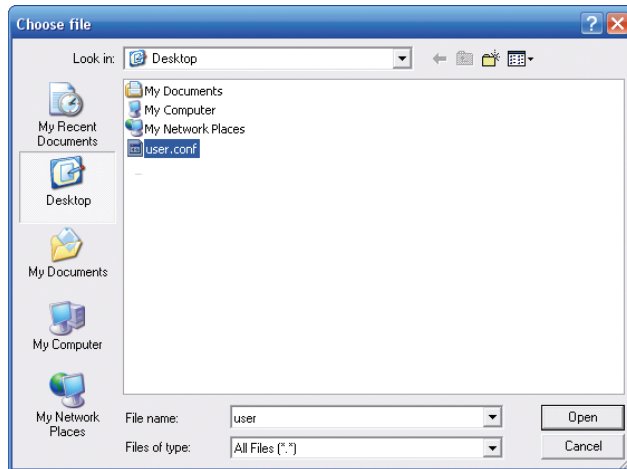 Choose file
Look in:
Desktop
My Recent
Documents
Desktop
My Documents
My Computer
My Network
Places
My Documents
My Computer
My Network Places
user.conf
File name:
user
Open
Files of type:
All Files (*.*)
Cancel